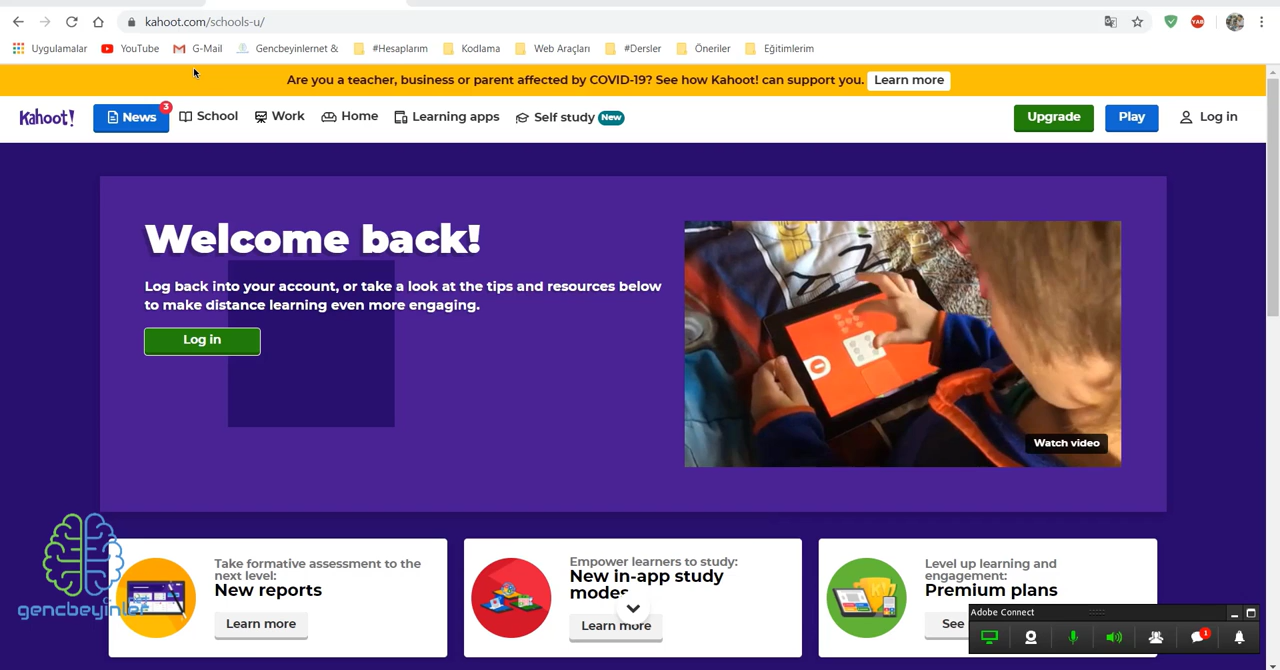 kahoot.com/schools-u/
Uygulamalar YouTube G-Mail Gencbeyinlernet & #Hesaplarım Kodlama Web Araçları #Dersler Öneriler Eğitimlerim
Are you a teacher, business or parent affected by COVID-19? See how Kahoot! can support you. Learn more
Kahoot! News 3 School Work Home Learning apps Self study New Upgrade Play Log in
Welcome back!
Log back into your account, or take a look at the tips and resources below
to make distance learning even more engaging.
Log in
Watch video
Take formative assessment to the
next level:
New reports
Learn more
Empower learners to study:
New in-app study
modes
Learn more
Level up learning and
engagement:
Premium plans
See
gencbeyinler
Adobe Connect
1